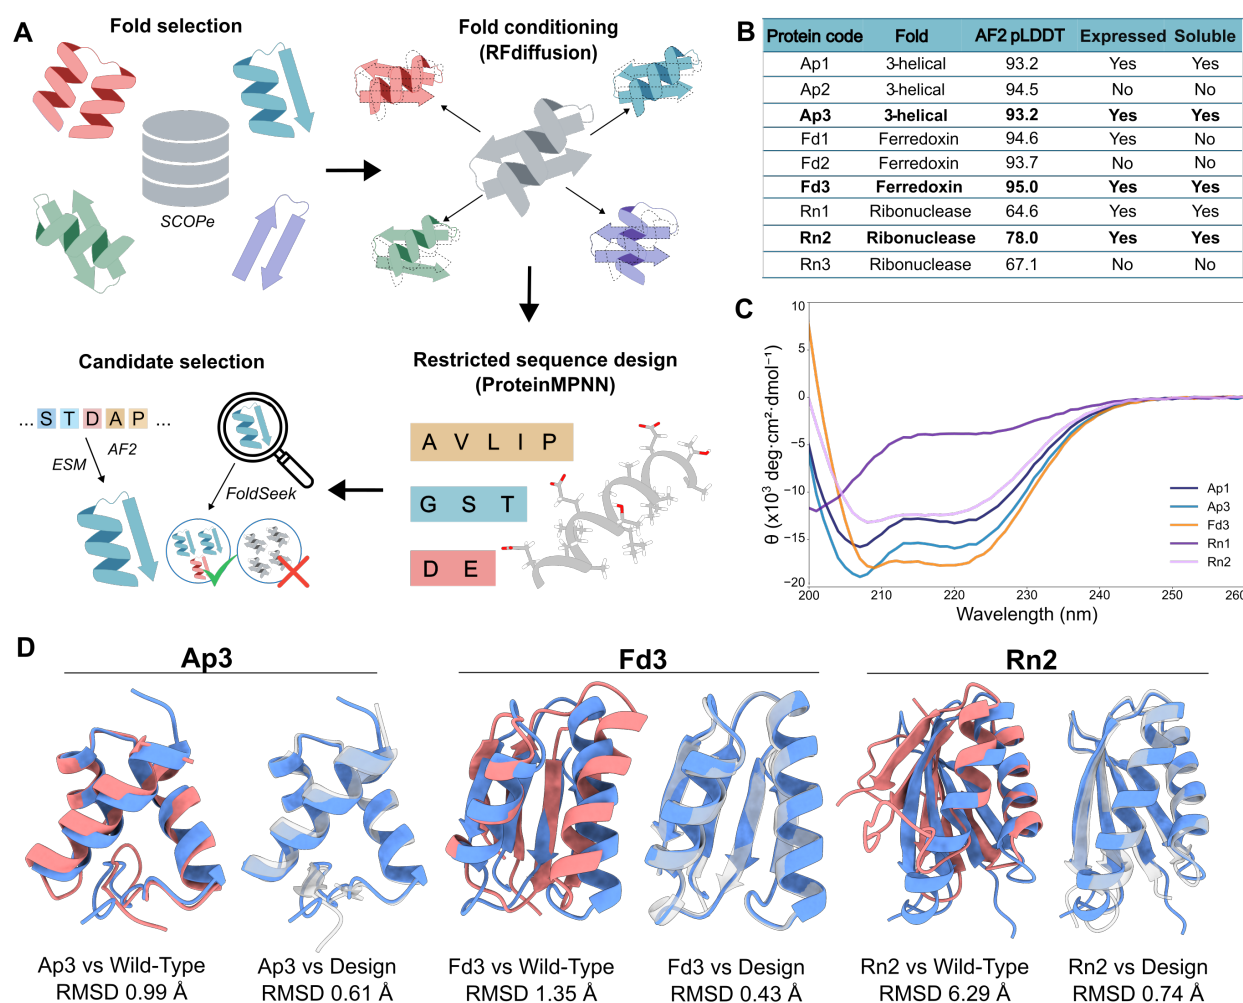 A
Fold selection
SCOPe
Fold conditioning
(RFdiffusion)
Restricted sequence design
(ProteinMPNN)
A V L I P
G S T
D E
Candidate selection
... S T D A P ...
ESM
AF2
FoldSeek
B
Protein code Fold AF2 pLDDT Expressed Soluble
Ap1 3-helical 93.2 Yes Yes
Ap2 3-helical 94.5 No No
Ap3 3-helical 93.2 Yes Yes
Fd1 Ferredoxin 94.6 Yes No
Fd2 Ferredoxin 93.7 No No
Fd3 Ferredoxin 95.0 Yes Yes
Rn1 Ribonuclease 64.6 Yes Yes
Rn2 Ribonuclease 78.0 Yes Yes
Rn3 Ribonuclease 67.1 No No
C
θ (x10³ deg·cm²·dmol⁻¹)
10
5
0
−5
−10
−15
−20
200 210 220 230 240 250 260
Wavelength (nm)
Ap1
Ap3
Fd3
Rn1
Rn2
D
Ap3
Fd3
Rn2
Ap3 vs Wild-Type
RMSD 0.99 Å
Ap3 vs Design
RMSD 0.61 Å
Fd3 vs Wild-Type
RMSD 1.35 Å
Fd3 vs Design
RMSD 0.43 Å
Rn2 vs Wild-Type
RMSD 6.29 Å
Rn2 vs Design
RMSD 0.74 Å